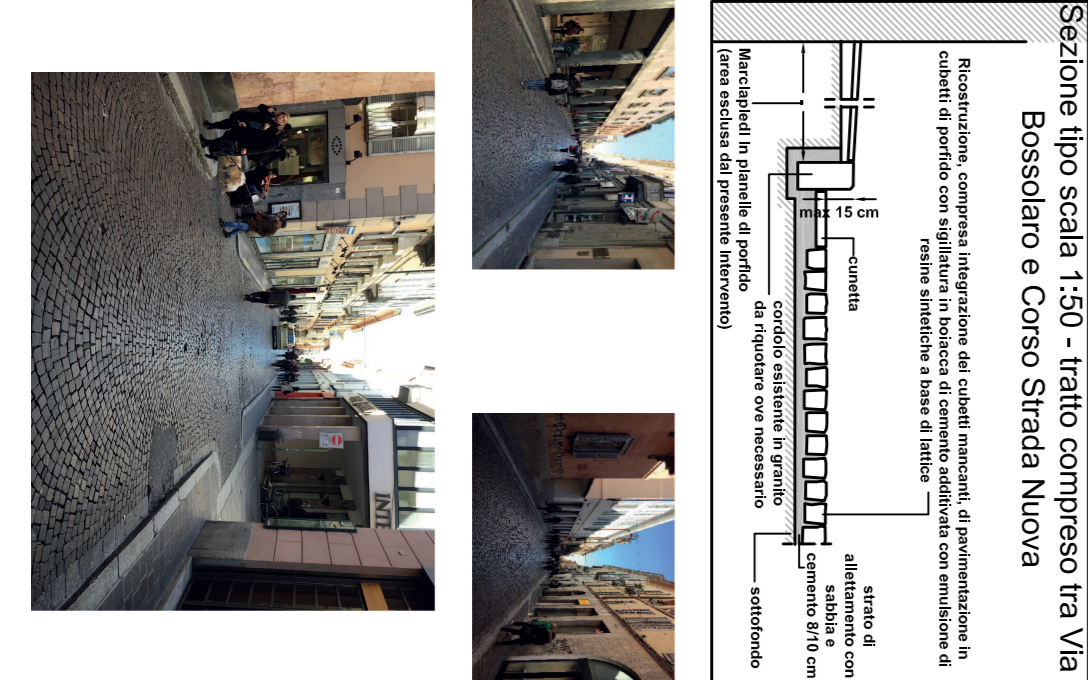 Sezione tipo scala 1:50 - tratto compreso tra Via
Bossolaro e Corso Strada Nuova
Ricostruzione, compresa integrazione dei cubetti mancanti, di pavimentazione in
cubetti di porfido con sigillatura in boiacca di cemento additivata con emulsione di
resine sintetiche a base di lattice
strato di
allettamento con
sabbia e
cemento 8/10 cm
max 15 cm
cunetta
cordolo esistente in granito
da riquotare ove necessario
sottofondo
Marciapiedi in pianelle di porfido
(area esclusa dal presente intervento)